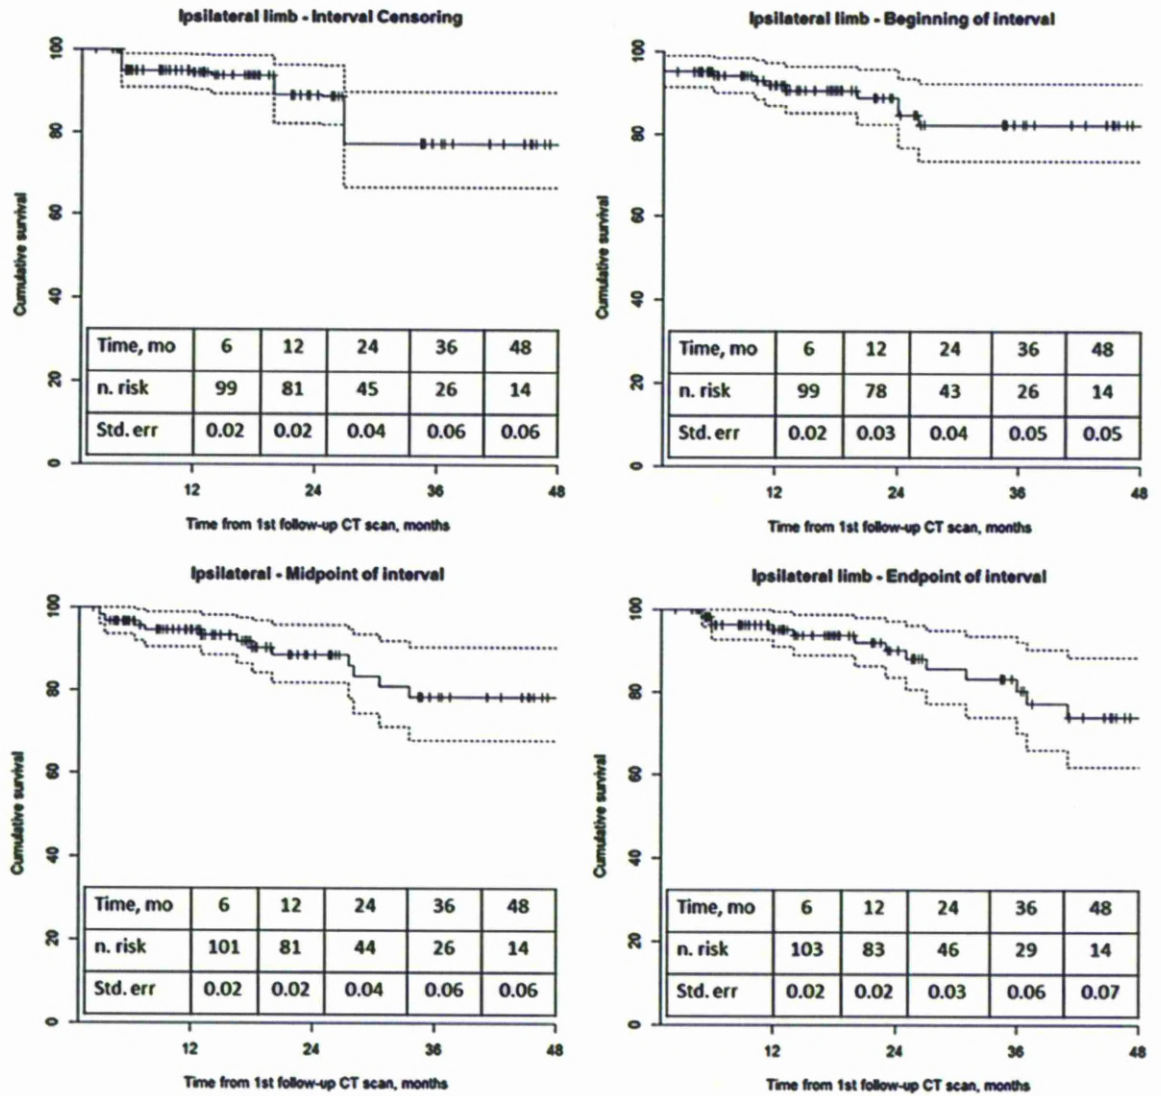 Ipsilateral limb - Interval Censoring
100
80
60
40
20
0
Cumulative survival
Time, mo 6 12 24 36 48
n. risk 99 81 45 26 14
Std. err 0.02 0.02 0.04 0.06 0.06
12 24 36 48
Time from 1st follow-up CT scan, months
Ipsilateral limb - Beginning of interval
100
80
60
40
20
0
Cumulative survival
Time, mo 6 12 24 36 48
n. risk 99 78 43 26 14
Std. err 0.02 0.03 0.04 0.05 0.05
12 24 36 48
Time from 1st follow-up CT scan, months
Ipsilateral - Midpoint of interval
100
80
60
40
20
0
Cumulative survival
Time, mo 6 12 24 36 48
n. risk 101 81 44 26 14
Std. err 0.02 0.02 0.04 0.06 0.06
12 24 36 48
Time from 1st follow-up CT scan, months
Ipsilateral limb - Endpoint of interval
100
80
60
40
20
0
Cumulative survival
Time, mo 6 12 24 36 48
n. risk 103 83 46 29 14
Std. err 0.02 0.02 0.03 0.06 0.07
12 24 36 48
Time from 1st follow-up CT scan, months